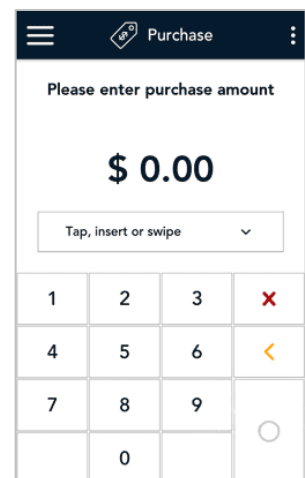 Purchase
Please enter purchase amount
$ 0.00
Tap, insert or swipe
1 2 3
4 5 6
7 8 9
0